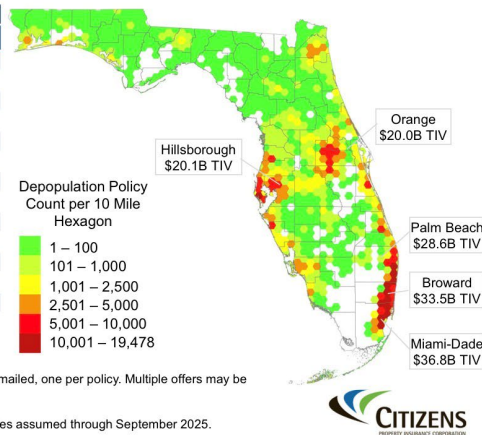 Orange
$20.0B TIV
Hillsborough
$20.1B TIV
Depopulation Policy
Count per 10 Mile
Hexagon
1 – 100
101 – 1,000
1,001 – 2,500
2,501 – 5,000
5,001 – 10,000
10,001 – 19,478
Palm Beach
$28.6B TIV
Broward
$33.5B TIV
Miami-Dade
$36.8B TIV
mailed, one per policy. Multiple offers may be
es assumed through September 2025.
CITIZENS
PROPERTY INSURANCE CORPORATION